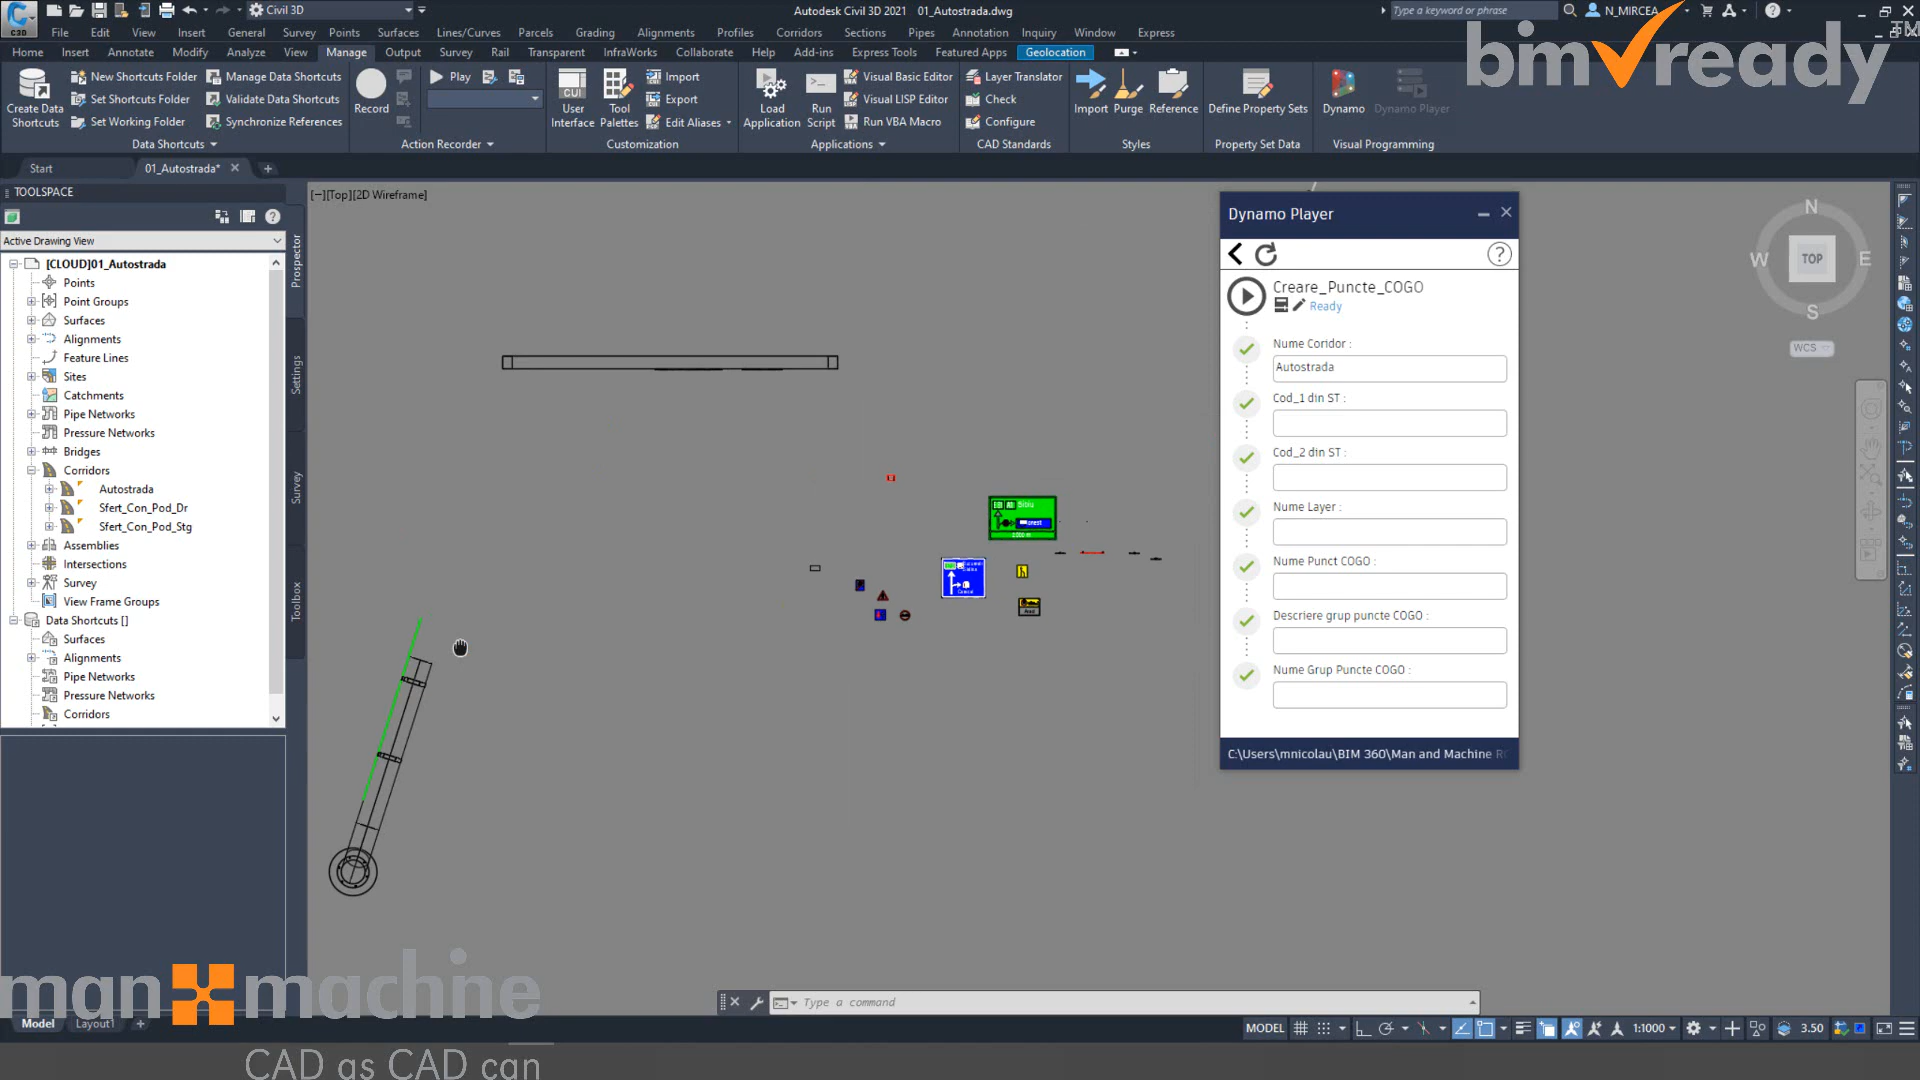 Civil 3D
Autodesk Civil 3D 2021 01_Autostrada.dwg
Type a keyword or phrase
N_MIRCEA
File Edit View Insert General Survey Points Surfaces Lines/Curves Parcels Grading Alignments Profiles Corridors Sections Pipes Annotation Inquiry Window Express
Home Insert Annotate Modify Analyze View Manage Output Survey Rail Transparent InfraWorks Collaborate Help Add-ins Express Tools Featured Apps Geolocation
bim ready
TM
Create Data Shortcuts
New Shortcuts Folder
Set Shortcuts Folder
Set Working Folder
Manage Data Shortcuts
Validate Data Shortcuts
Synchronize References
Data Shortcuts
Record
Play
Action Recorder
CUI
User Interface
Tool Palettes
Import
Export
Edit Aliases
Customization
Load Application
Run Script
Visual Basic Editor
Visual LISP Editor
Run VBA Macro
Applications
Layer Translator
Check
Configure
CAD Standards
Import
Purge
Reference
Styles
Define Property Sets
Property Set Data
Dynamo
Dynamo Player
Visual Programming
Start
01_Autostrada*
TOOLSPACE
Active Drawing View
[CLOUD]01_Autostrada
Points
Point Groups
Surfaces
Alignments
Feature Lines
Sites
Catchments
Pipe Networks
Pressure Networks
Bridges
Corridors
Autostrada
Sfert_Con_Pod_Dr
Sfert_Con_Pod_Stg
Assemblies
Intersections
Survey
View Frame Groups
Data Shortcuts []
Surfaces
Alignments
Pipe Networks
Pressure Networks
Corridors
Prospector
Settings
Survey
Toolbox
[−][Top][2D Wireframe]
Sibiu
Dynamo Player
Creare_Puncte_COGO
Ready
Nume Coridor :
Autostrada
Cod_1 din ST :
Cod_2 din ST :
Nume Layer :
Nume Punct COGO :
Descriere grup puncte COGO :
Nume Grup Puncte COGO :
C:\Users\mnicolau\BIM 360\Man and Machine R
N
W
TOP
E
S
WCS
man machine
CAD as CAD can
Type a command
Model Layout1
MODEL
1:1000
3.50